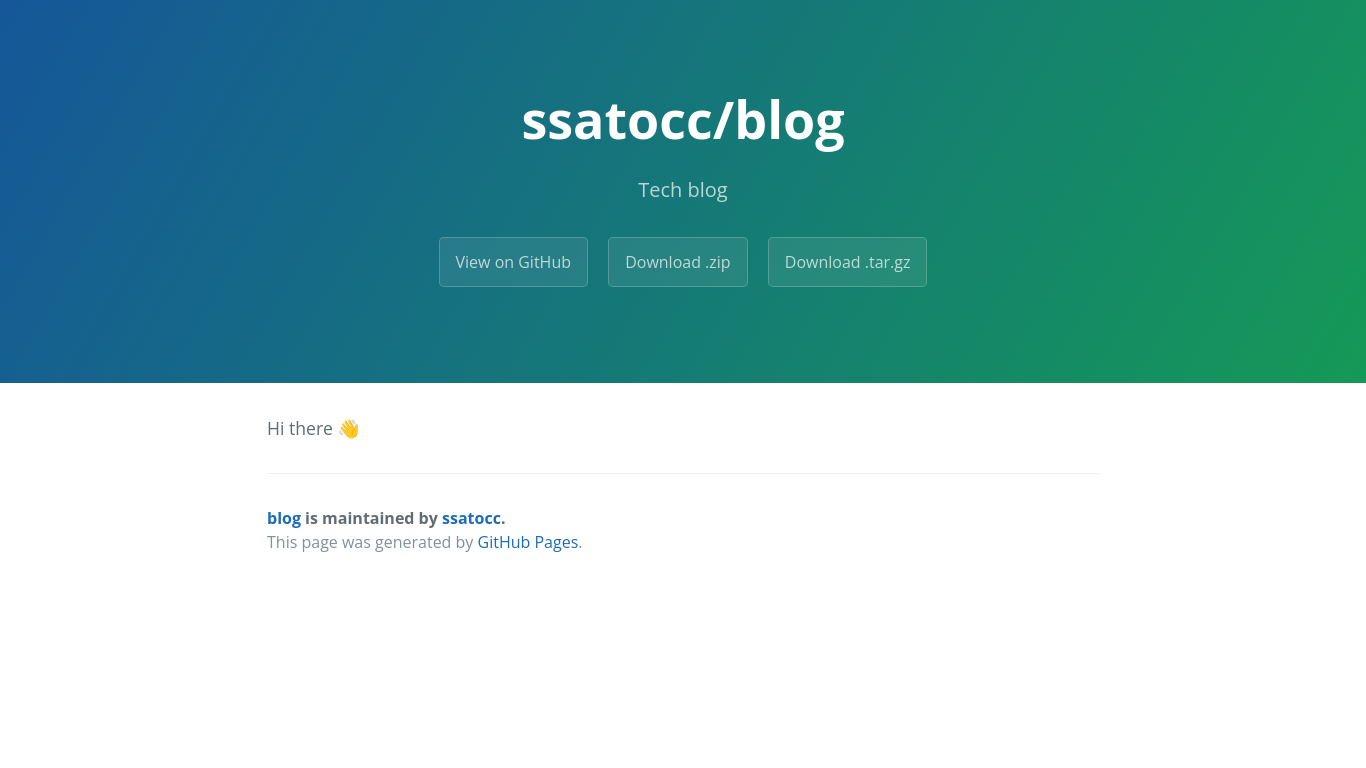 ssatocc/blog
Tech blog
View on GitHub
Download .zip
Download .tar.gz
Hi there 👋
blog is maintained by ssatocc.
This page was generated by GitHub Pages.